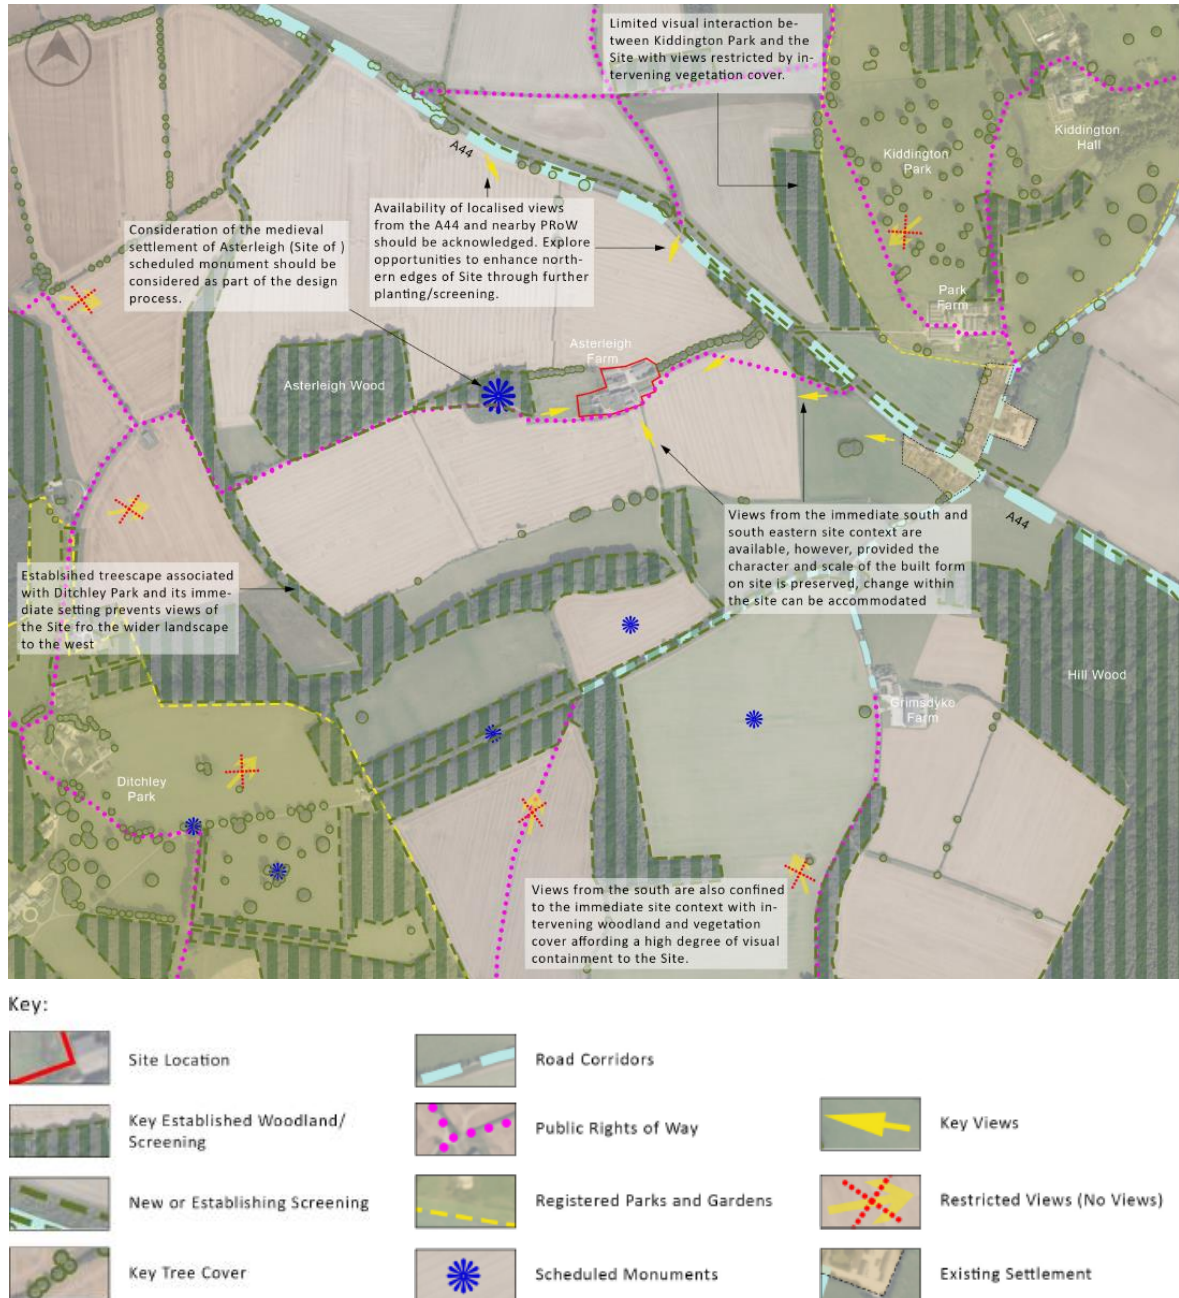 Limited visual interaction be-
tween Kiddington Park and the
Site with views restricted by in-
tervening vegetation cover.
A44
Kiddington
Hall
Kiddington
Park
Consideration of the medieval
settlement of Asterleigh (Site of )
scheduled monument should be
considered as part of the design
process.
Availability of localised views
from the A44 and nearby PRoW
should be acknowledged. Explore
opportunities to enhance north-
ern edges of Site through further
planting/screening.
Park
Farm
Asterleigh
Farm
Asterleigh Wood
Views from the immediate south and
south eastern site context are
available, however, provided the
character and scale of the built form
on site is preserved, change within
the site can be accommodated
A44
Establsihed treescape associated
with Ditchley Park and its imme-
diate setting prevents views of
the Site fro the wider landscape
to the west
Hill Wood
Grimsdyke
Farm
Ditchley
Park
Views from the south are also confined
to the immediate site context with in-
tervening woodland and vegetation
cover affording a high degree of visual
containment to the Site.
Key:
Site Location
Key Established Woodland/
Screening
New or Establishing Screening
Key Tree Cover
Road Corridors
Public Rights of Way
Registered Parks and Gardens
Scheduled Monuments
Key Views
Restricted Views (No Views)
Existing Settlement